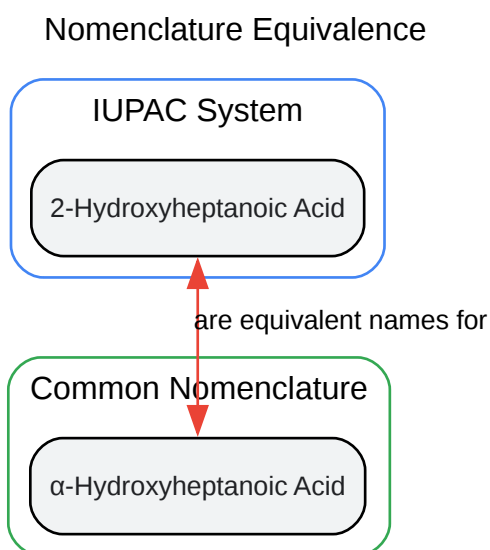 Nomenclature Equivalence
IUPAC System
2-Hydroxyheptanoic Acid
are equivalent names for
Common Nomenclature
α-Hydroxyheptanoic Acid